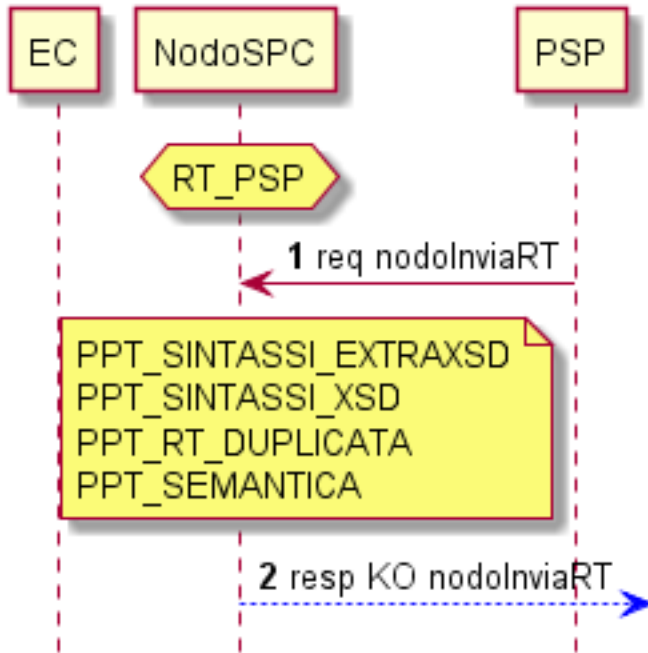 EC
NodoSPC
PSP
RT_PSP
1 req nodoInviaRT
PPT_SINTASSI_EXTRAXSD
PPT_SINTASSI_XSD
PPT_RT_DUPLICATA
PPT_SEMANTICA
2 resp KO nodoInviaRT